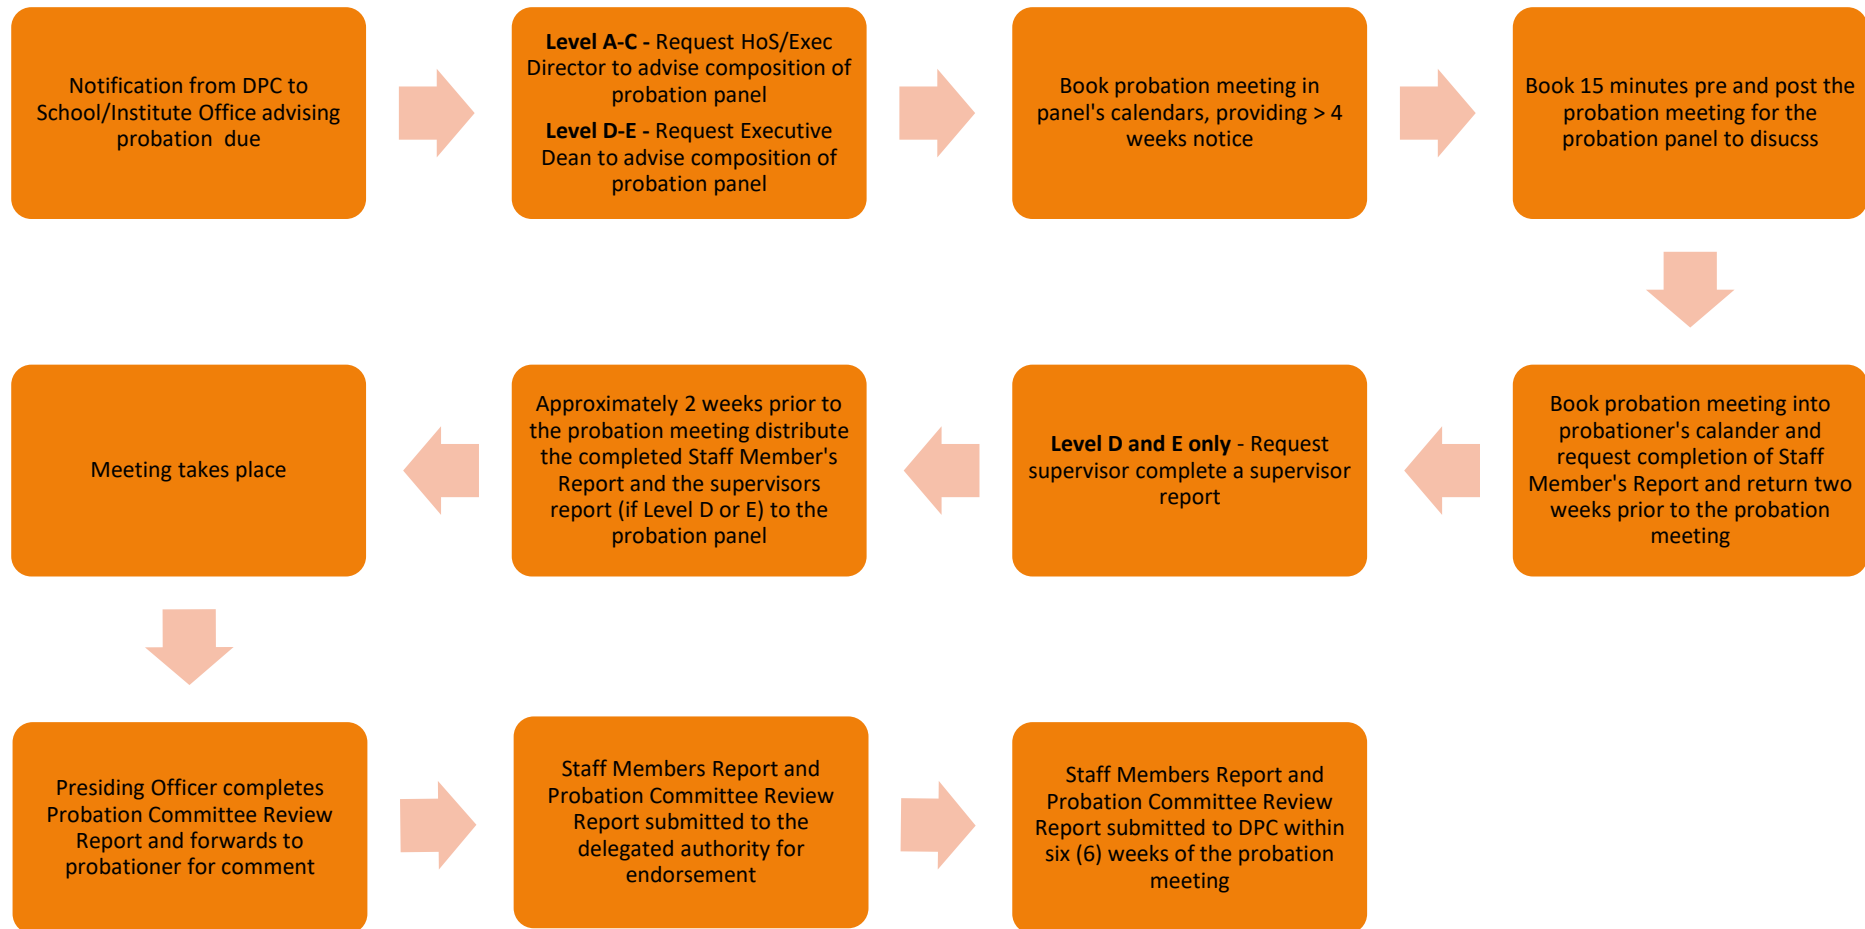 Notification from DPC to
School/Institute Office advising
probation due
Level A-C - Request HoS/Exec
Director to advise composition of
probation panel
Level D-E - Request Executive
Dean to advise composition of
probation panel
Book probation meeting in
panel's calendars, providing > 4
weeks notice
Book 15 minutes pre and post the
probation meeting for the
probation panel to disucss
Book probation meeting into
probationer's calander and
request completion of Staff
Member's Report and return two
weeks prior to the probation
meeting
Level D and E only - Request
supervisor complete a supervisor
report
Approximately 2 weeks prior to
the probation meeting distribute
the completed Staff Member's
Report and the supervisors
report (if Level D or E) to the
probation panel
Meeting takes place
Presiding Officer completes
Probation Committee Review
Report and forwards to
probationer for comment
Staff Members Report and
Probation Committee Review
Report submitted to the
delegated authority for
endorsement
Staff Members Report and
Probation Committee Review
Report submitted to DPC within
six (6) weeks of the probation
meeting